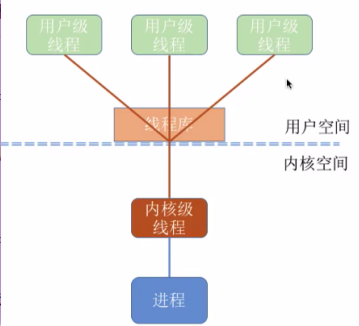 用户级 用户级 用户级
线程 线程 线程
线程库
用户空间
内核空间
内核级
线程
进程